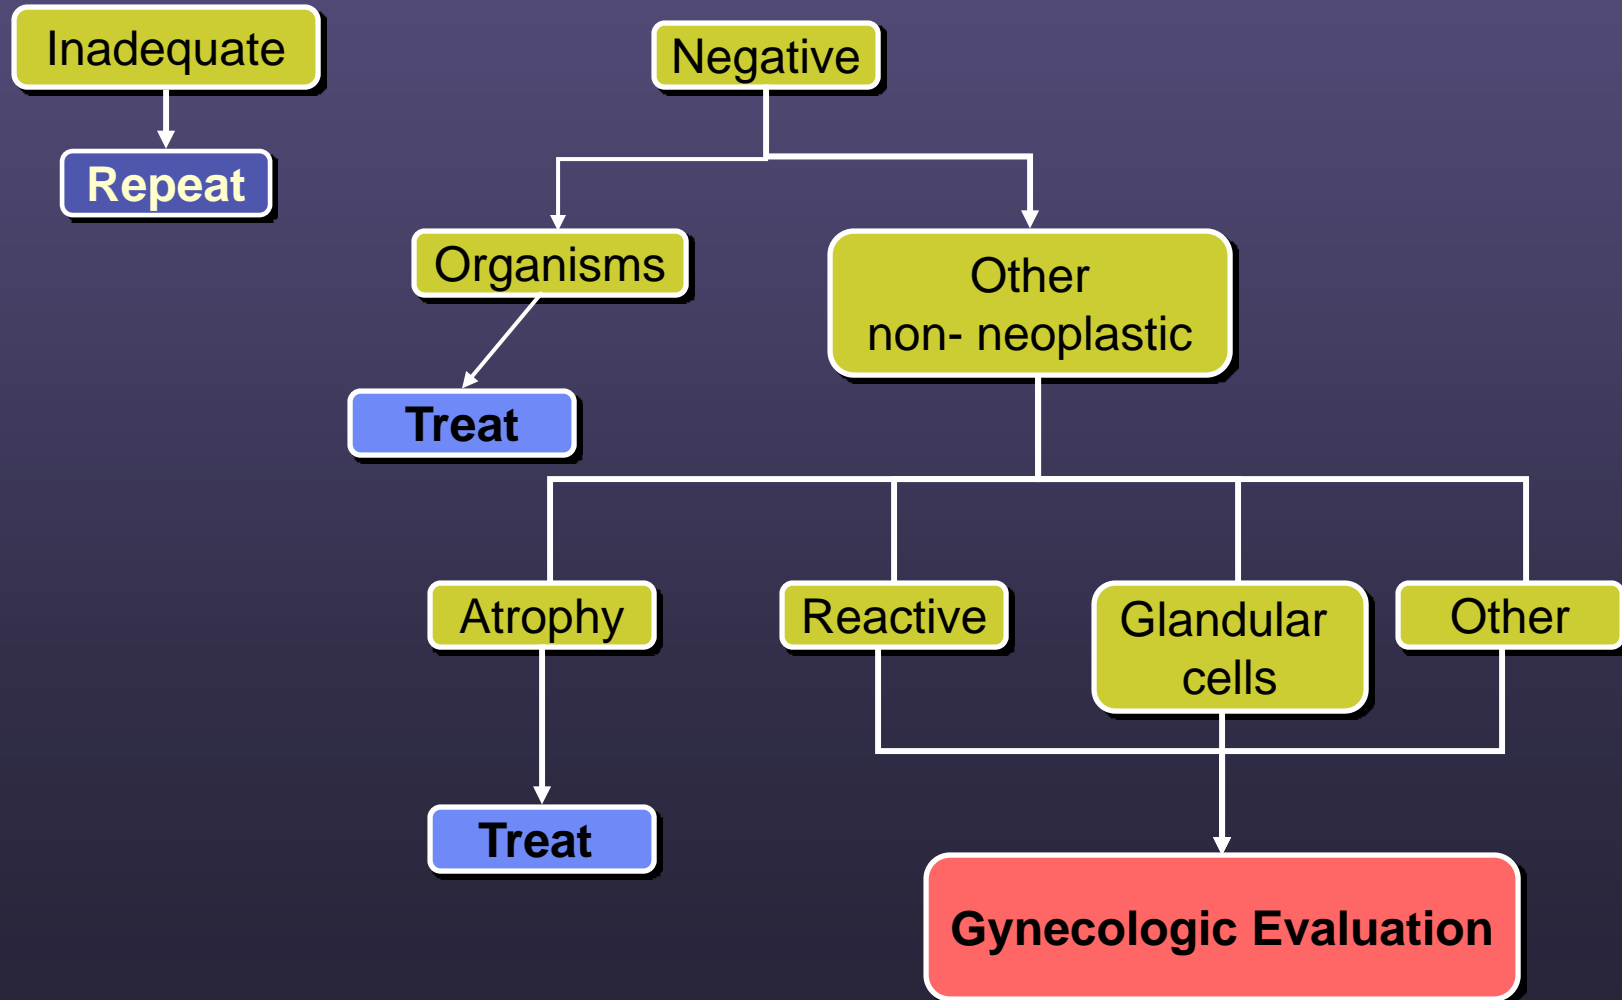 Inadequate
Negative
Repeat
Organisms
Other
non- neoplastic
Treat
Atrophy
Reactive
Glandular
cells
Other
Treat
Gynecologic Evaluation